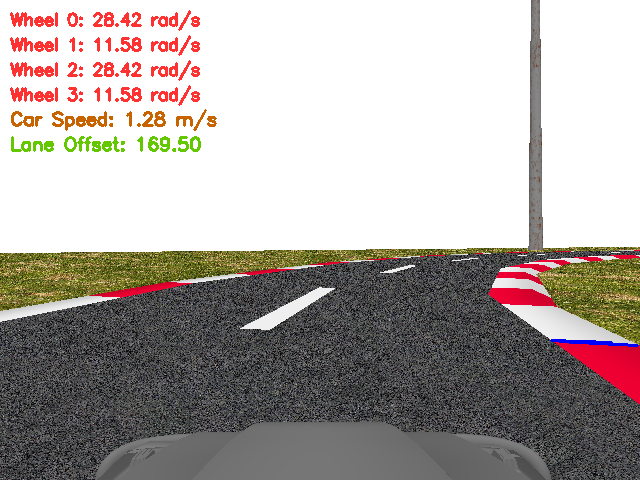 Wheel 0: 28.42 rad/s
Wheel 1: 11.58 rad/s
Wheel 2: 28.42 rad/s
Wheel 3: 11.58 rad/s
Car Speed: 1.28 m/s
Lane Offset: 169.50